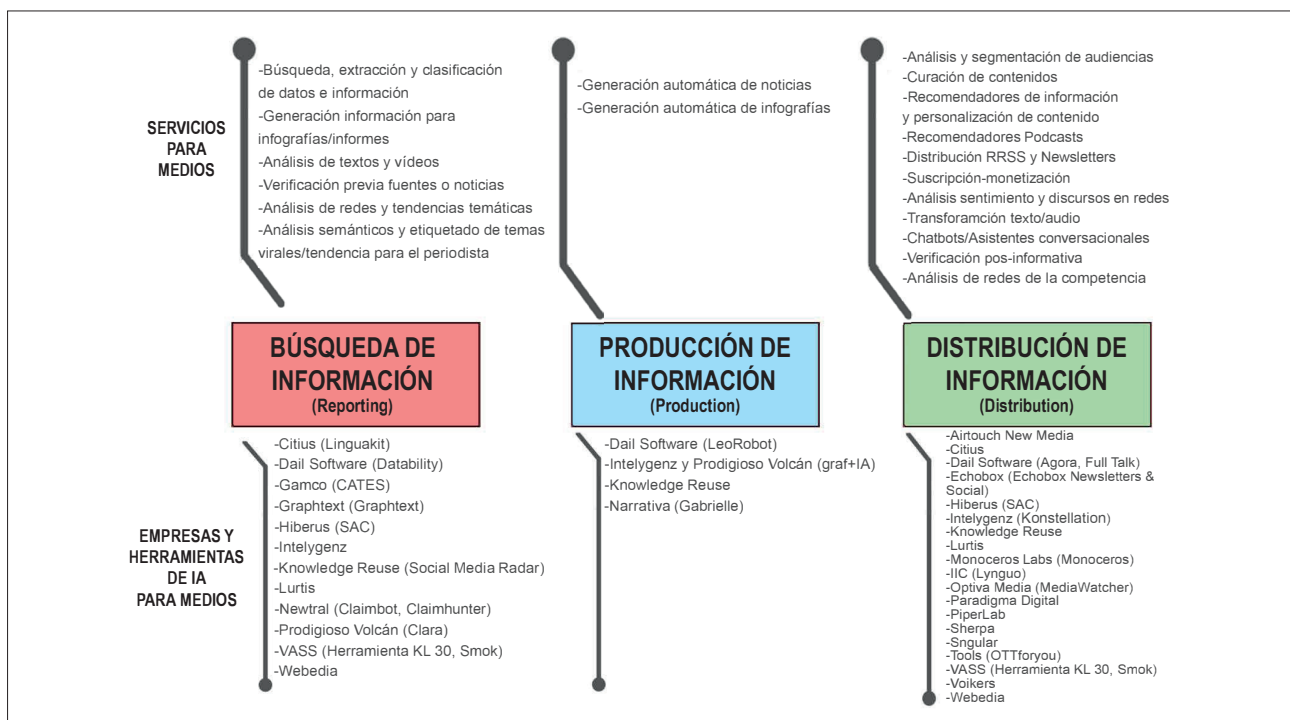 SERVICIOS
PARA
MEDIOS
-Búsqueda, extracción y clasificación
de datos e información
-Generación información para
infografías/informes
-Análisis de textos y vídeos
-Verificación previa fuentes o noticias
-Análisis de redes y tendencias temáticas
-Análisis semánticos y etiquetado de temas
virales/tendencia para el periodista
-Generación automática de noticias
-Generación automática de infografías
-Análisis y segmentación de audiencias
-Curación de contenidos
-Recomendadores de información
y personalización de contenido
-Recomendadores Podcasts
-Distribución RRSS y Newsletters
-Suscripción-monetización
-Análisis sentimiento y discursos en redes
-Transforamción texto/audio
-Chatbots/Asistentes conversacionales
-Verificación pos-informativa
-Análisis de redes de la competencia
BÚSQUEDA DE
INFORMACIÓN
(Reporting)
PRODUCCIÓN DE
INFORMACIÓN
(Production)
DISTRIBUCIÓN DE
INFORMACIÓN
(Distribution)
EMPRESAS Y
HERRAMIENTAS
DE IA
PARA MEDIOS
-Citius (Linguakit)
-Dail Software (Datability)
-Gamco (CATES)
-Graphtext (Graphtext)
-Hiberus (SAC)
-Intelygenz
-Knowledge Reuse (Social Media Radar)
-Lurtis
-Newtral (Claimbot, Claimhunter)
-Prodigioso Volcán (Clara)
-VASS (Herramienta KL 30, Smok)
-Webedia
-Dail Software (LeoRobot)
-Intelygenz y Prodigioso Volcán (graf+IA)
-Knowledge Reuse
-Narrativa (Gabrielle)
-Airtouch New Media
-Citius
-Dail Software (Agora, Full Talk)
-Echobox (Echobox Newsletters &
Social)
-Hiberus (SAC)
-Intelygenz (Konstellation)
-Knowledge Reuse
-Lurtis
-Monoceros Labs (Monoceros)
-IIC (Lynguo)
-Optiva Media (MediaWatcher)
-Paradigma Digital
-PiperLab
-Sherpa
-Sngular
-Tools (OTTforyou)
-VASS (Herramienta KL 30, Smok)
-Voikers
-Webedia